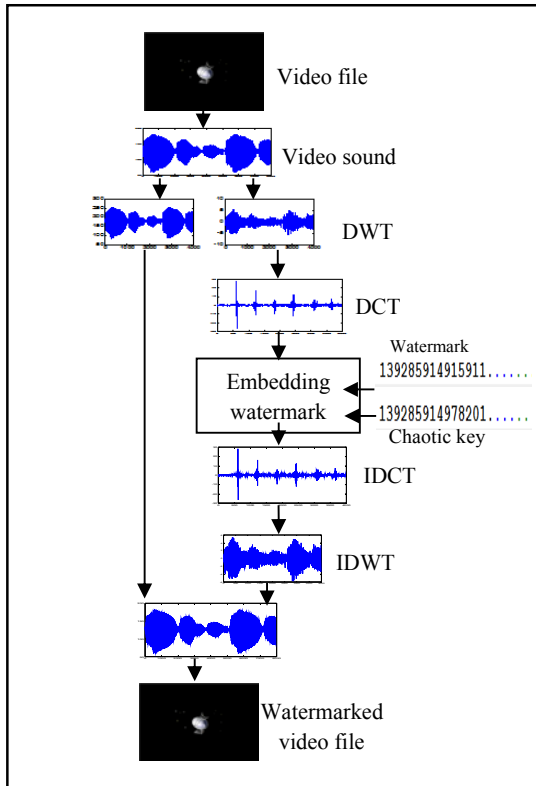 Video file
Video sound
DWT
DCT
Watermark
139285914915911......
Embedding
watermark
139285914978201......
Chaotic key
IDCT
IDWT
Watermarked
video file